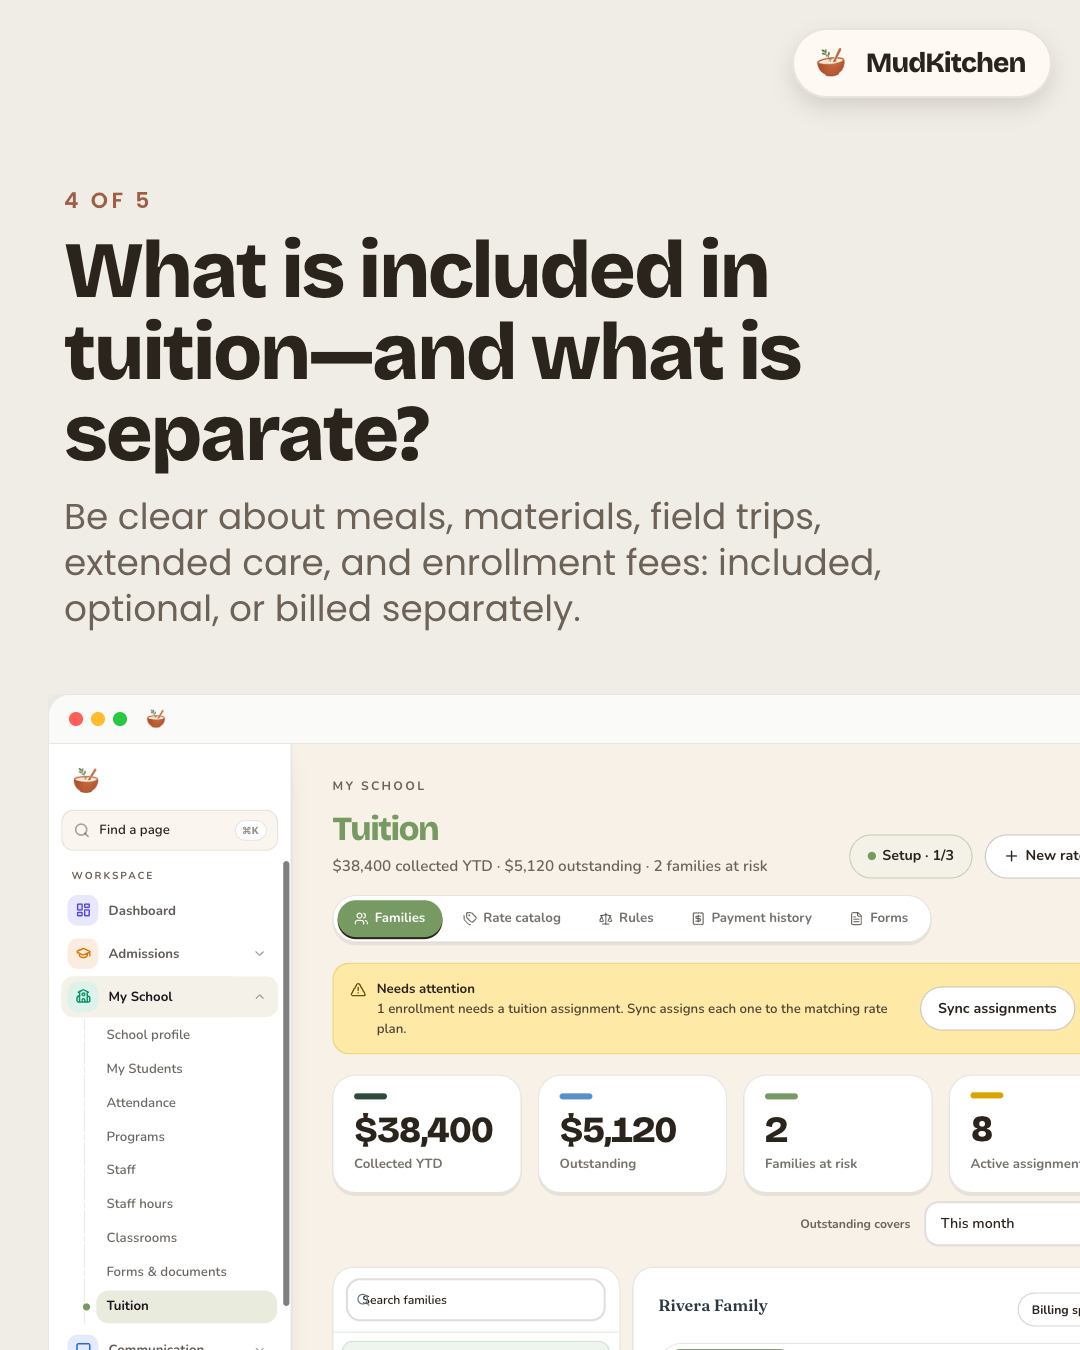 MudKitchen
4 OF 5
What is included in
tuition—and what is
separate?
Be clear about meals, materials, field trips,
extended care, and enrollment fees: included,
optional, or billed separately.
Find a page ⌘K
WORKSPACE
Dashboard
Admissions
My School
School profile
My Students
Attendance
Programs
Staff
Staff hours
Classrooms
Forms & documents
Tuition
Communication
MY SCHOOL
Tuition
$38,400 collected YTD · $5,120 outstanding · 2 families at risk
Setup · 1/3
New rat
Families Rate catalog Rules Payment history Forms
Needs attention
1 enrollment needs a tuition assignment. Sync assigns each one to the matching rate
plan.
Sync assignments
$38,400
Collected YTD
$5,120
Outstanding
2
Families at risk
8
Active assignment
Outstanding covers This month
Search families
Rivera Family
Billing sp